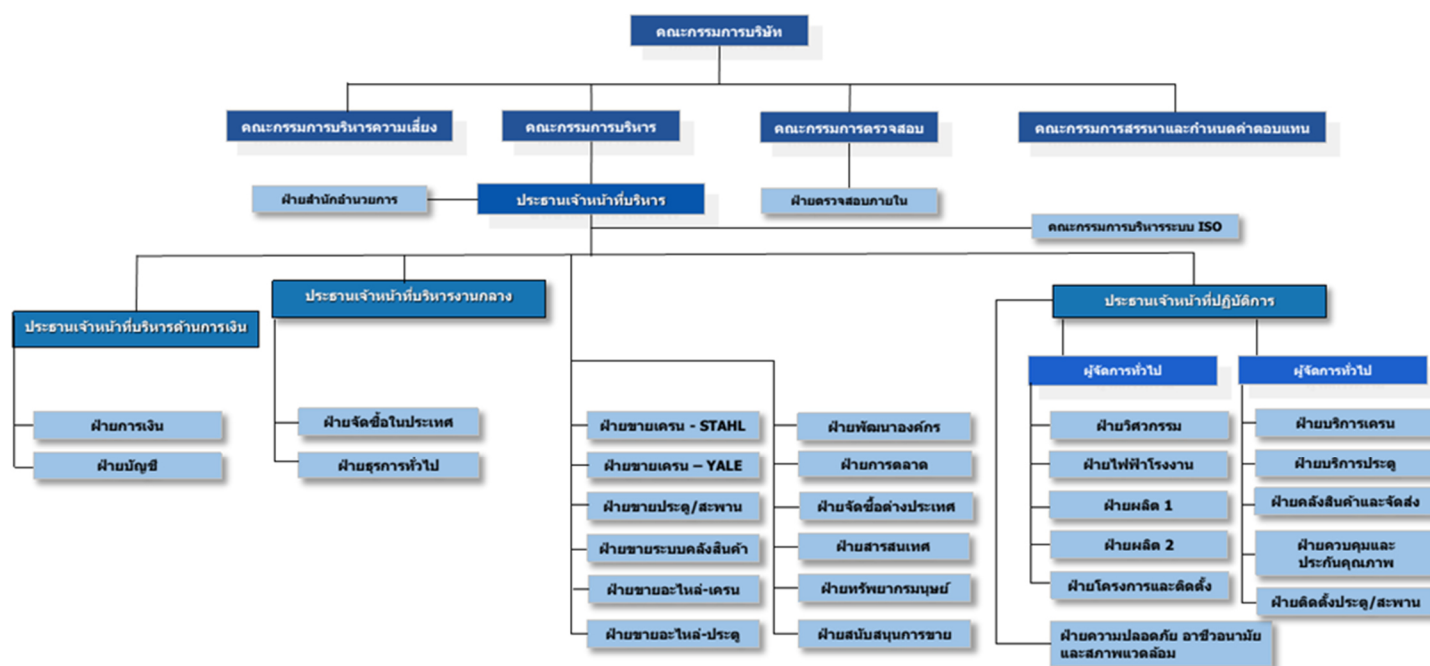 คณะกรรมการบริษัท
คณะกรรมการบริหารความเสี่ยง
คณะกรรมการบริหาร
คณะกรรมการตรวจสอบ
คณะกรรมการสรรหาและกำหนดค่าตอบแทน
ฝ่ายสำนักอำนวยการ
ประธานเจ้าหน้าที่บริหาร
ฝ่ายตรวจสอบภายใน
คณะกรรมการบริหารระบบ ISO
ประธานเจ้าหน้าที่บริหารด้านการเงิน
ประธานเจ้าหน้าที่บริหารงานกลาง
ประธานเจ้าหน้าที่ปฏิบัติการ
ผู้จัดการทั่วไป
ผู้จัดการทั่วไป
ฝ่ายการเงิน
ฝ่ายบัญชี
ฝ่ายจัดซื้อในประเทศ
ฝ่ายธุรการทั่วไป
ฝ่ายขายเครน - STAHL
ฝ่ายขายเครน – YALE
ฝ่ายขายประตู/สะพาน
ฝ่ายขายระบบคลังสินค้า
ฝ่ายขายอะไหล่-เครน
ฝ่ายขายอะไหล่-ประตู
ฝ่ายพัฒนาองค์กร
ฝ่ายการตลาด
ฝ่ายจัดซื้อต่างประเทศ
ฝ่ายสารสนเทศ
ฝ่ายทรัพยากรมนุษย์
ฝ่ายสนับสนุนการขาย
ฝ่ายวิศวกรรม
ฝ่ายไฟฟ้าโรงงาน
ฝ่ายผลิต 1
ฝ่ายผลิต 2
ฝ่ายโครงการและติดตั้ง
ฝ่ายความปลอดภัย อาชีวอนามัย
และสภาพแวดล้อม
ฝ่ายบริการเครน
ฝ่ายบริการประตู
ฝ่ายคลังสินค้าและจัดส่ง
ฝ่ายควบคุมและ
ประกันคุณภาพ
ฝ่ายติดตั้งประตู/สะพาน